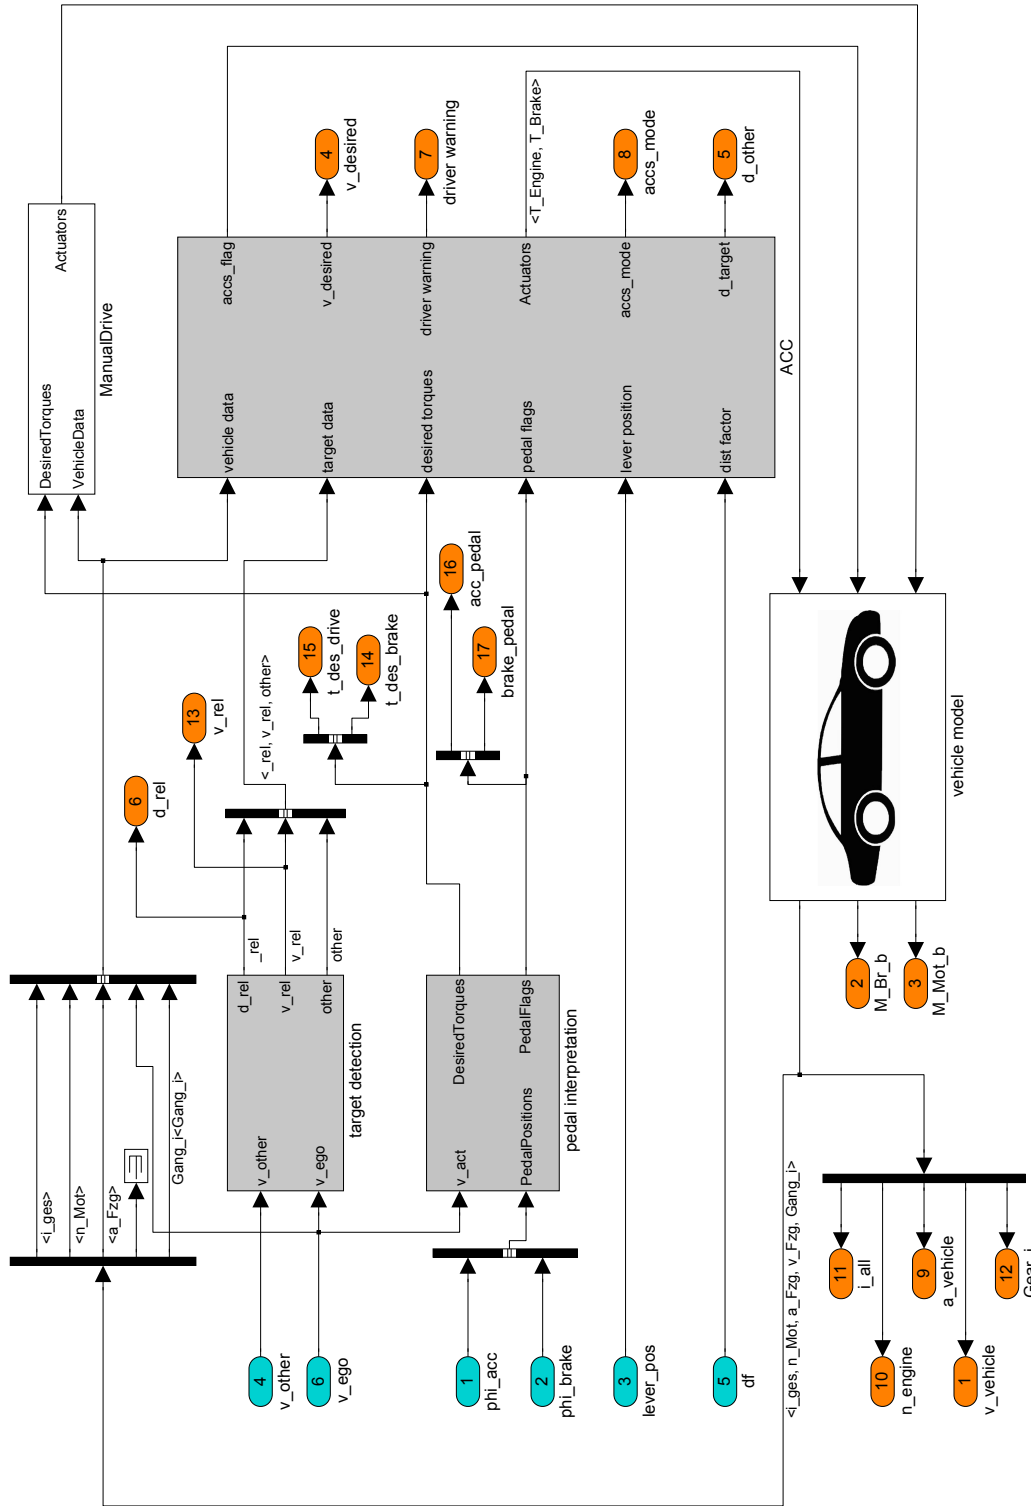 DesiredTorques
VehicleData
Actuators
ManualDrive
vehicle data
target data
desired torques
pedal flags
lever position
dist factor
accs_flag
v_desired
driver warning
Actuators
accs_mode
d_target
ACC
4
v_desired
7
driver warning
<T_Engine, T_Brake>
8
accs_mode
5
d_other
16
acc_pedal
17
brake_pedal
15
t_des_drive
14
t_des_brake
13
v_rel
6
d_rel
<_rel, v_rel, other>
_rel
v_rel
other
<i_ges>
<n_Mot>
<a_Fzg>
Gang_i<Gang_i>
v_other
v_ego
d_rel
v_rel
other
target detection
v_act
PedalPositions
DesiredTorques
PedalFlags
pedal interpretation
4
v_other
6
v_ego
1
phi_acc
2
phi_brake
3
lever_pos
5
df
vehicle model
2
M_Br_b
3
M_Mot_b
<i_ges, n_Mot, a_Fzg, v_Fzg, Gang_i>
11
i_all
10
n_engine
9
a_vehicle
1
v_vehicle
12